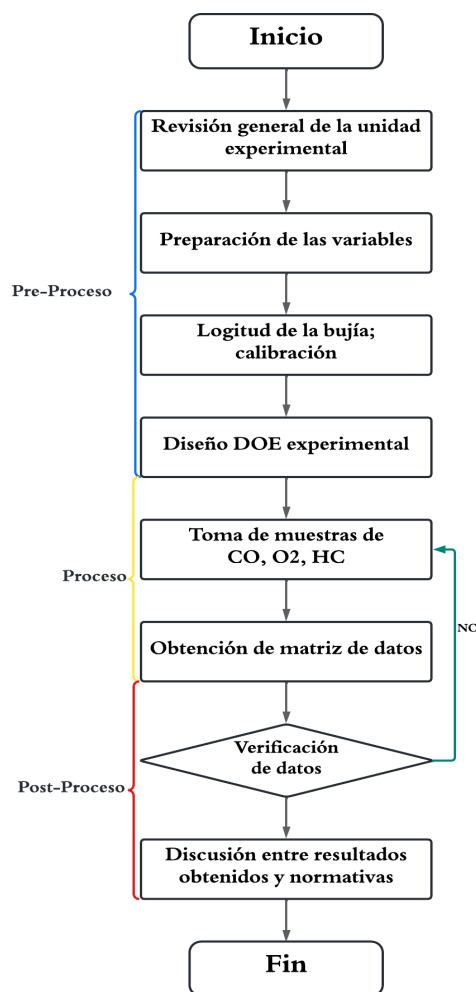 Inicio
Revisión general de la unidad
experimental
Preparación de las variables
Pre-Proceso
Logitud de la bujía;
calibración
Diseño DOE experimental
Toma de muestras de
CO, O2, HC
Proceso
NO
Obtención de matriz de datos
Verificación
de datos
Post-Proceso
Discusión entre resultados
obtenidos y normativas
Fin